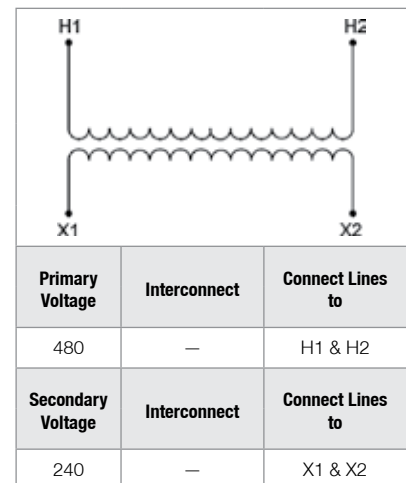 H1 H2
X1 X2
Primary Voltage Interconnect Connect Lines to
480 — H1 & H2
Secondary Voltage Interconnect Connect Lines to
240 — X1 & X2